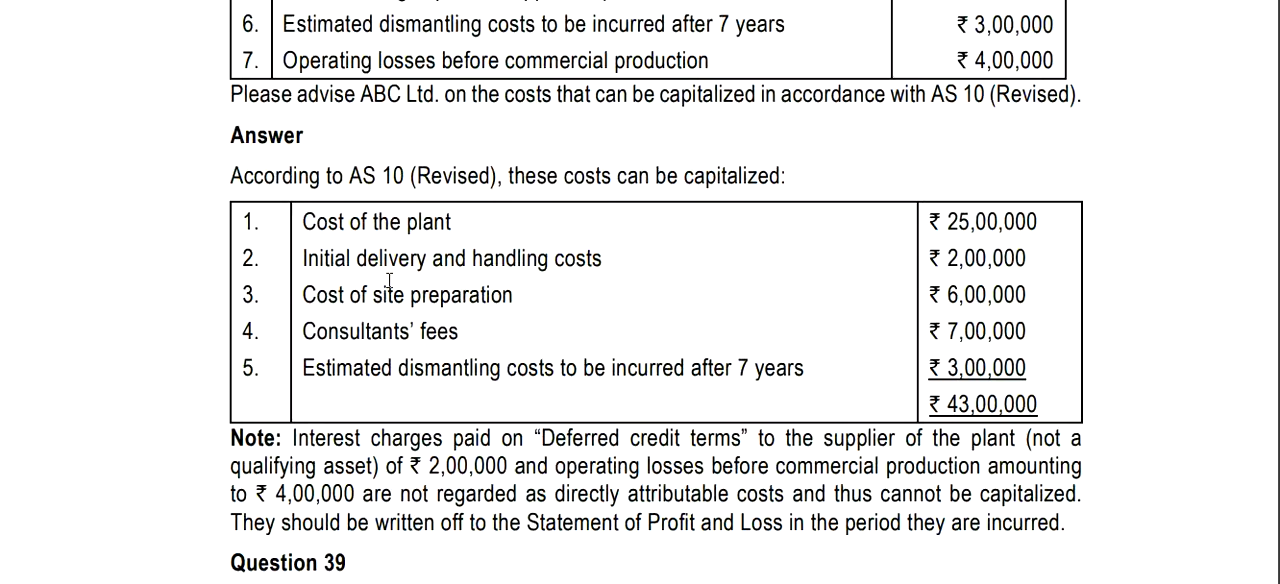 6. Estimated dismantling costs to be incurred after 7 years ₹ 3,00,000
7. Operating losses before commercial production ₹ 4,00,000
Please advise ABC Ltd. on the costs that can be capitalized in accordance with AS 10 (Revised).
Answer
According to AS 10 (Revised), these costs can be capitalized:
1. Cost of the plant ₹ 25,00,000
2. Initial delivery and handling costs ₹ 2,00,000
3. Cost of site preparation ₹ 6,00,000
4. Consultants’ fees ₹ 7,00,000
5. Estimated dismantling costs to be incurred after 7 years ₹ 3,00,000
₹ 43,00,000
Note: Interest charges paid on “Deferred credit terms” to the supplier of the plant (not a
qualifying asset) of ₹ 2,00,000 and operating losses before commercial production amounting
to ₹ 4,00,000 are not regarded as directly attributable costs and thus cannot be capitalized.
They should be written off to the Statement of Profit and Loss in the period they are incurred.
Question 39